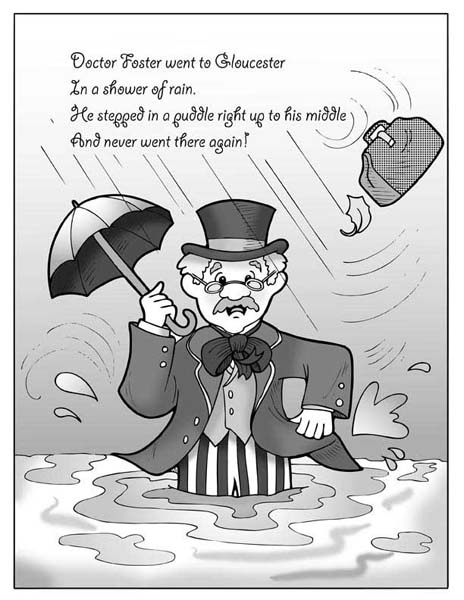 Doctor Foster went to Gloucester
In a shower of rain.
He stepped in a puddle right up to his middle
And never went there again!